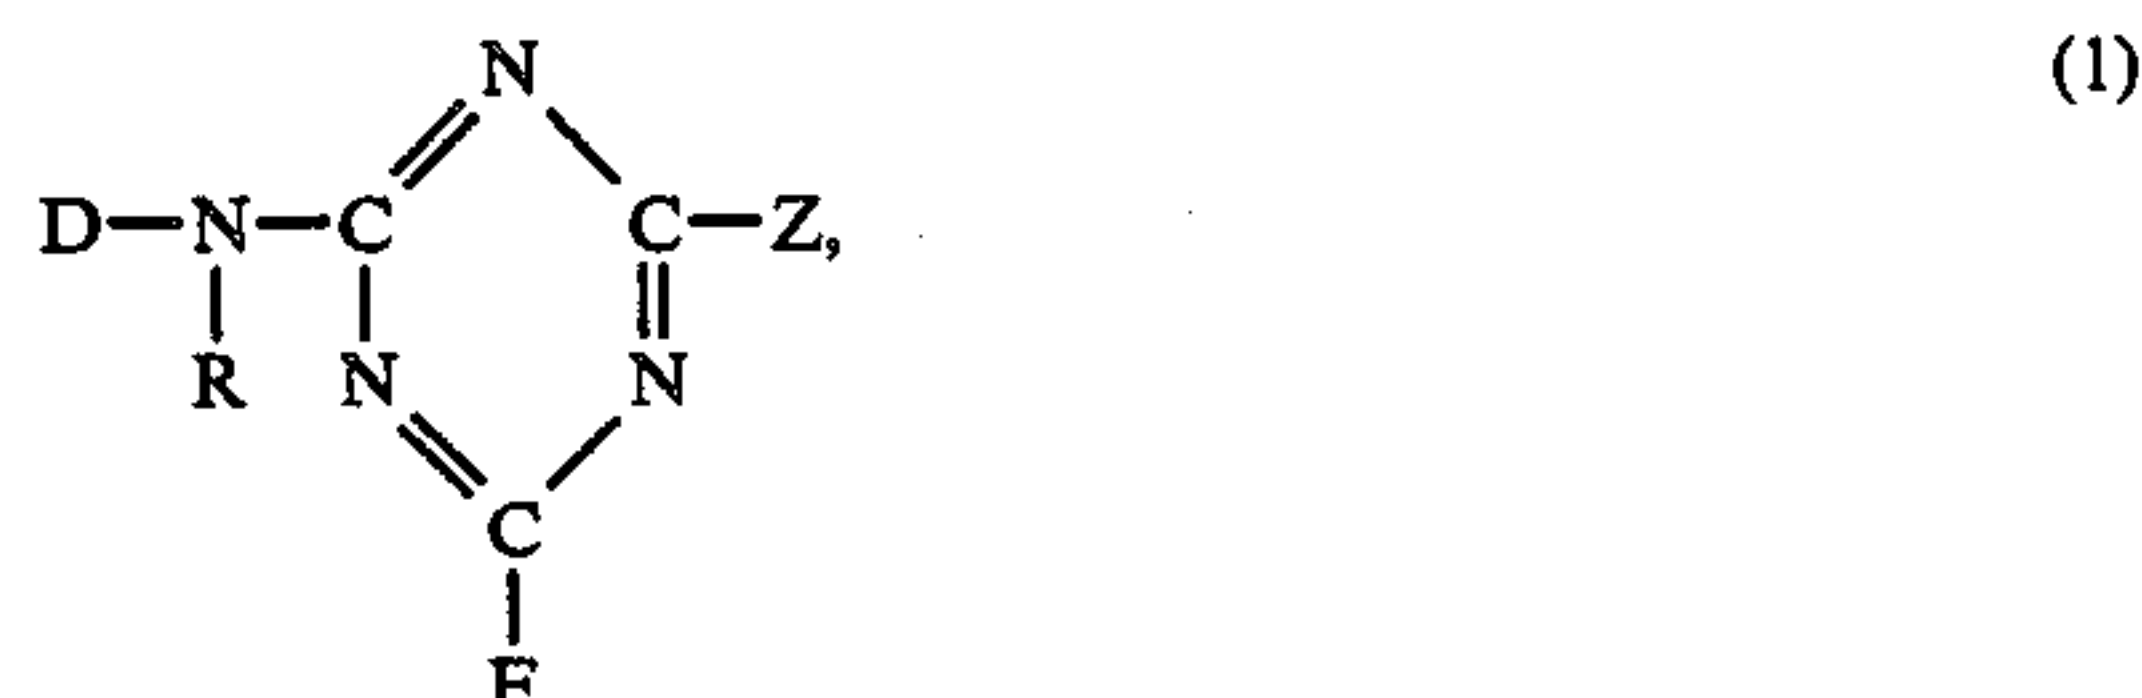 N (1)
D—N—C C—Z,
R N N
C
F